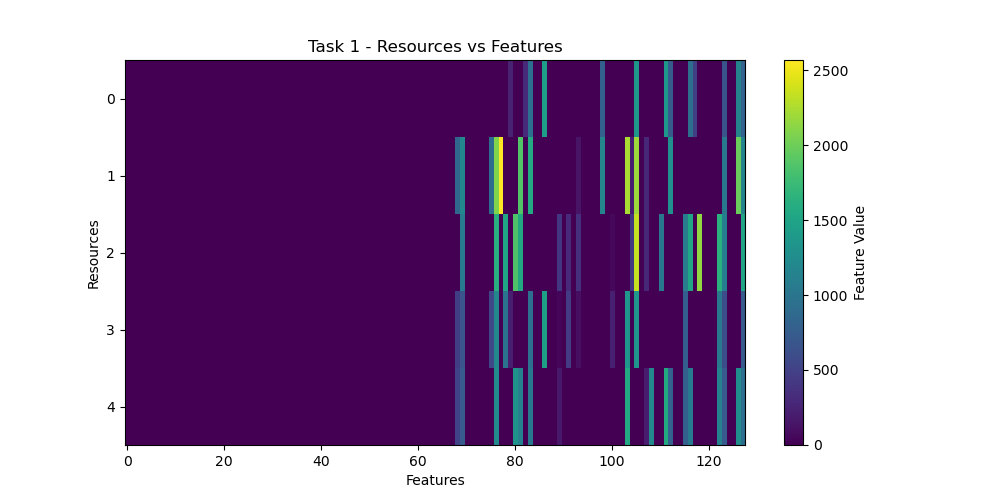 Task 1 - Resources vs Features
Resources
0
1
2
3
4
0 20 40 60 80 100 120
Features
2500
2000
1500
1000
500
0
Feature Value